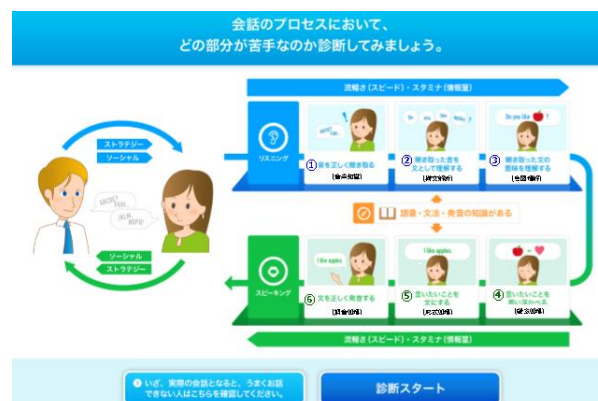 会話のプロセスにおいて、
どの部分が苦手なのか診断してみましょう。
流暢さ(スピード)・スタミナ(情報量)
ストラテジー
ソーシャル
リスニング
①音を正しく聞き取る
②聞き取った音を
文として理解する
③聞き取った文の
意味を理解する
Do you like ?
語彙・文法・発音の知識がある
ソーシャル
ストラテジー
スピーキング
I like apples.
I like apples.
⑥文を正しく発音する
⑤言いたいことを
文にする
④言いたいことを
思い浮かべる
流暢さ(スピード)・スタミナ(情報量)
いざ、実際の会話となると、うまくお話
できない人はこちらを確認してください。
診断スタート